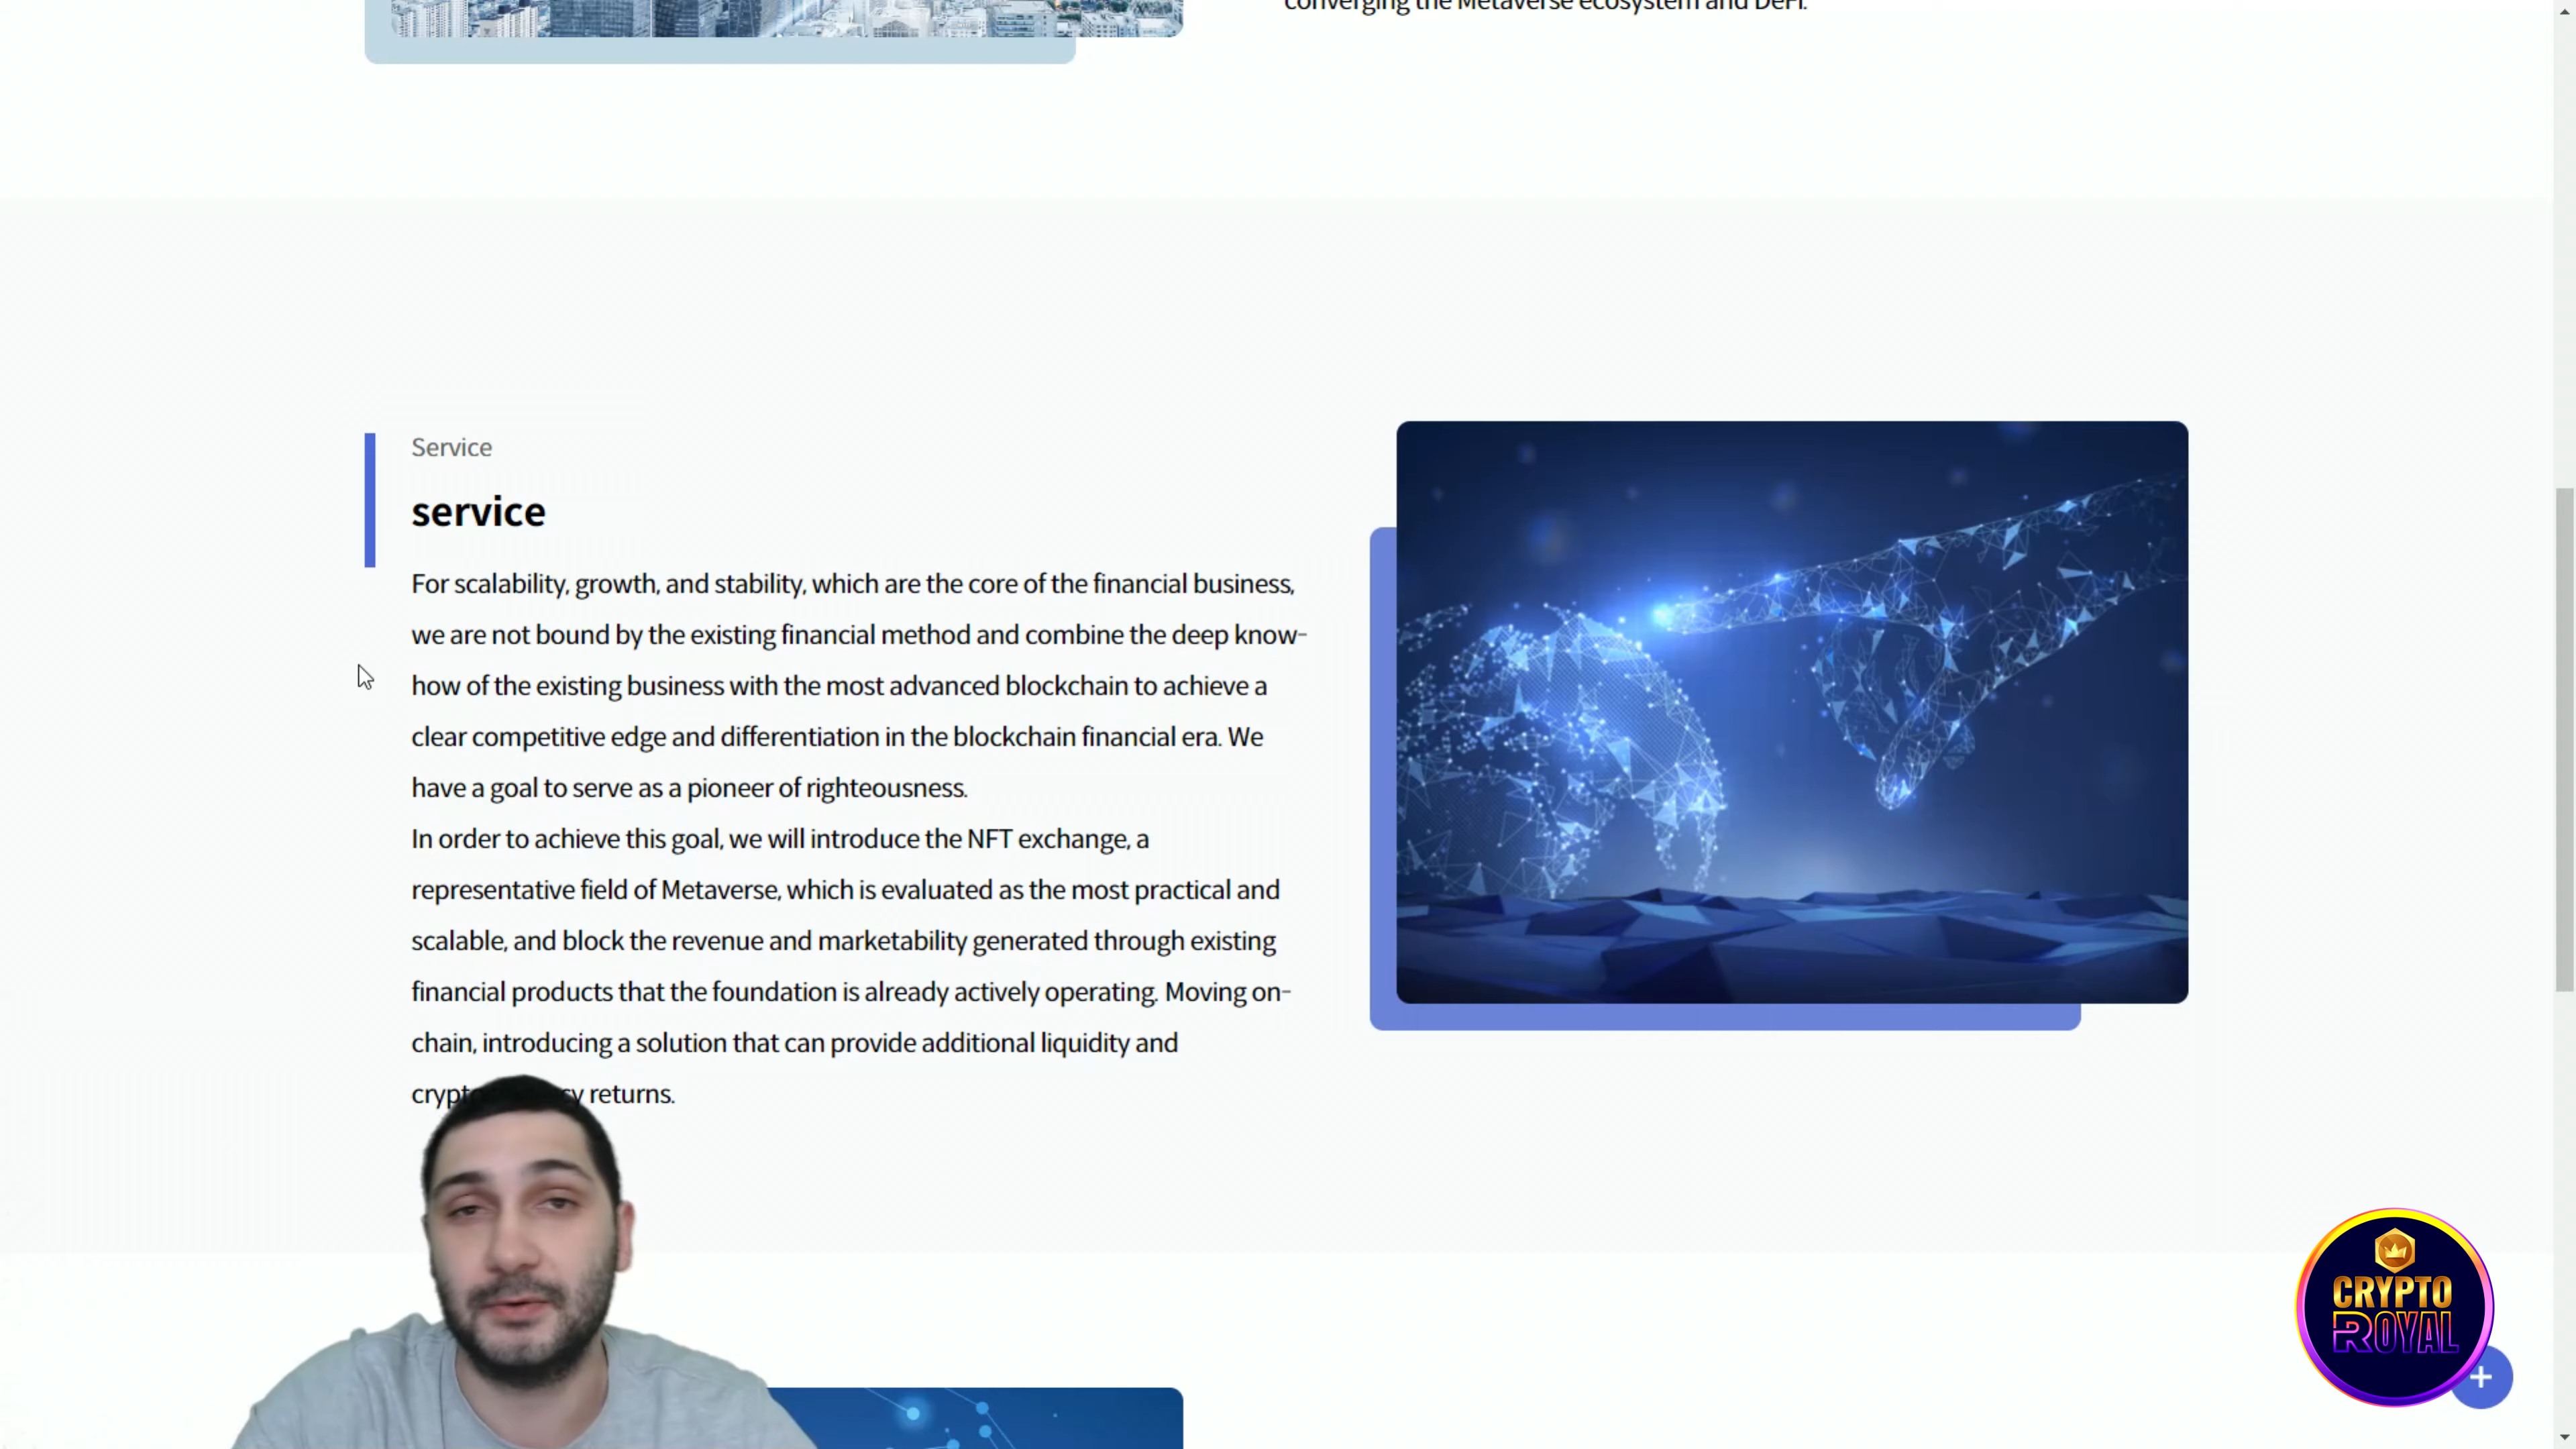 converging the Metaverse ecosystem and DeFi.
Service
service
For scalability, growth, and stability, which are the core of the financial business,
we are not bound by the existing financial method and combine the deep know-
how of the existing business with the most advanced blockchain to achieve a
clear competitive edge and differentiation in the blockchain financial era. We
have a goal to serve as a pioneer of righteousness.
In order to achieve this goal, we will introduce the NFT exchange, a
representative field of Metaverse, which is evaluated as the most practical and
scalable, and block the revenue and marketability generated through existing
financial products that the foundation is already actively operating. Moving on-
chain, introducing a solution that can provide additional liquidity and
returns.
CRYPTO
ROYAL